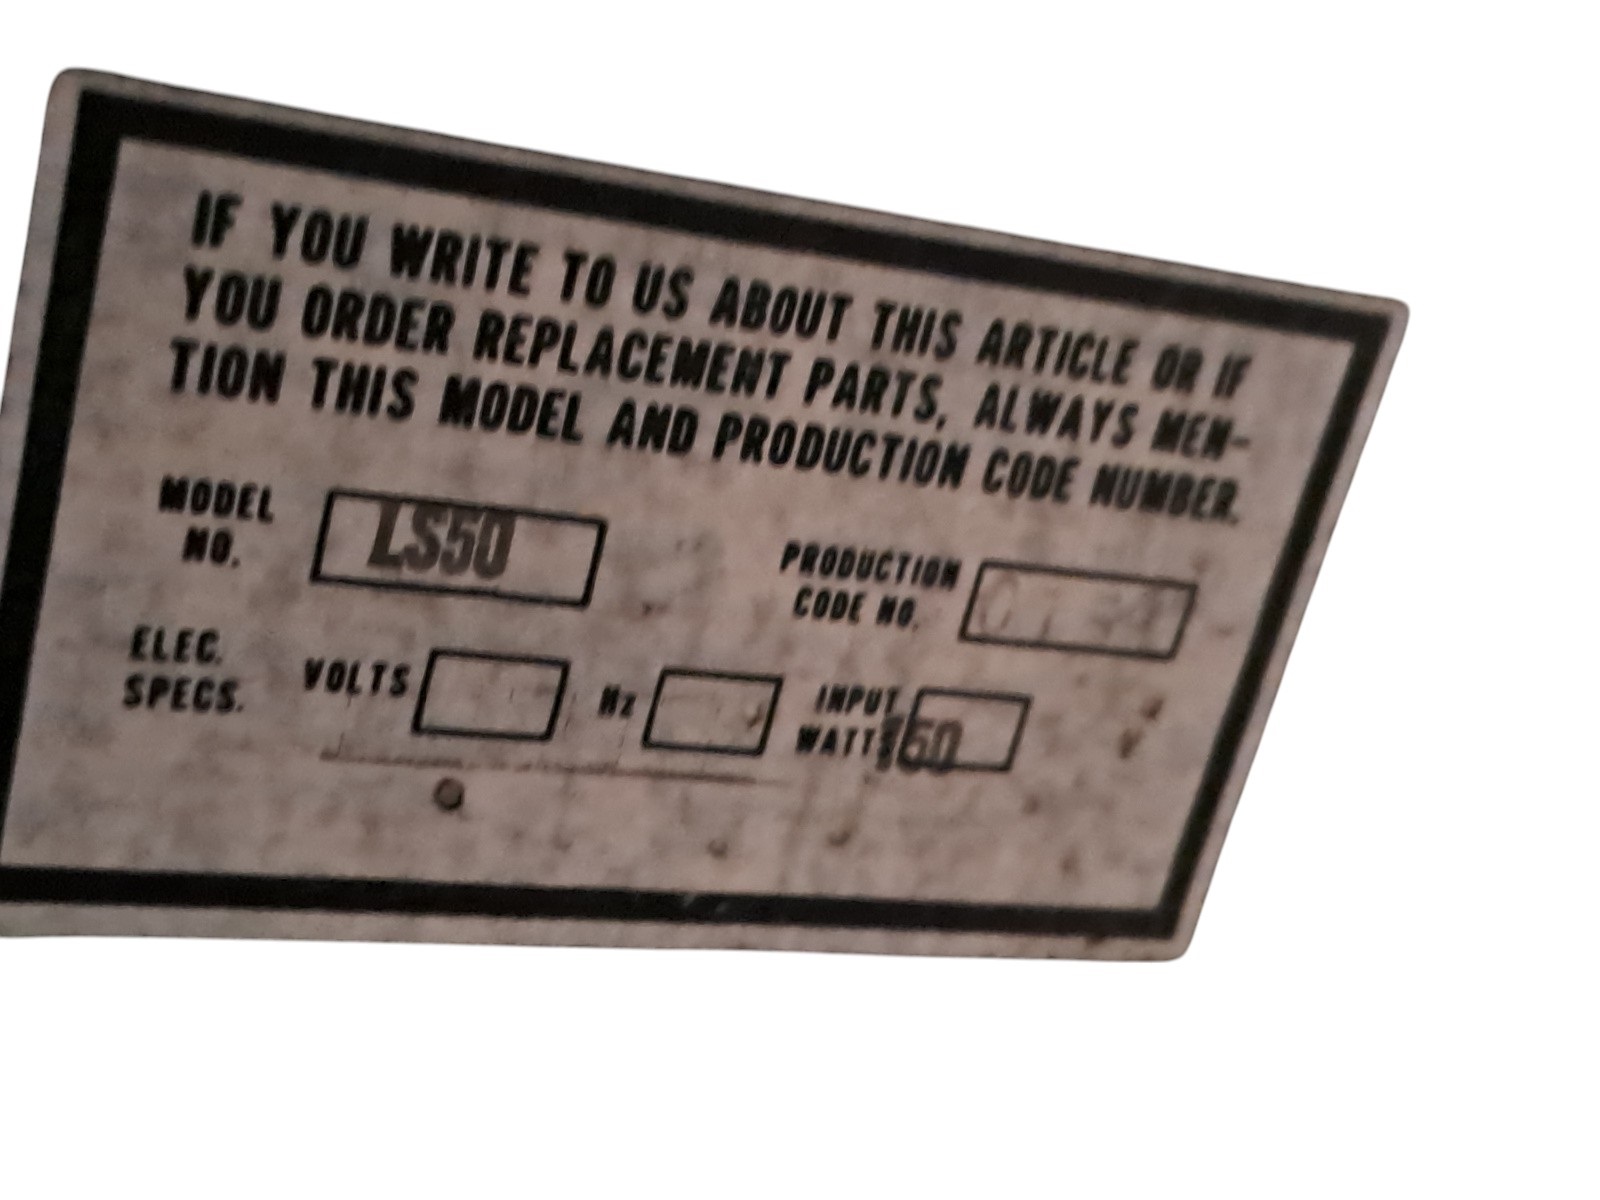 IF YOU WRITE TO US ABOUT THIS ARTICLE OR IF
YOU ORDER REPLACEMENT PARTS, ALWAYS MEN-
TION THIS MODEL AND PRODUCTION CODE NUMBER.
MODEL NO. LS50
PRODUCTION CODE NO.
ELEC. SPECS. VOLTS Hz INPUT WATTS 50